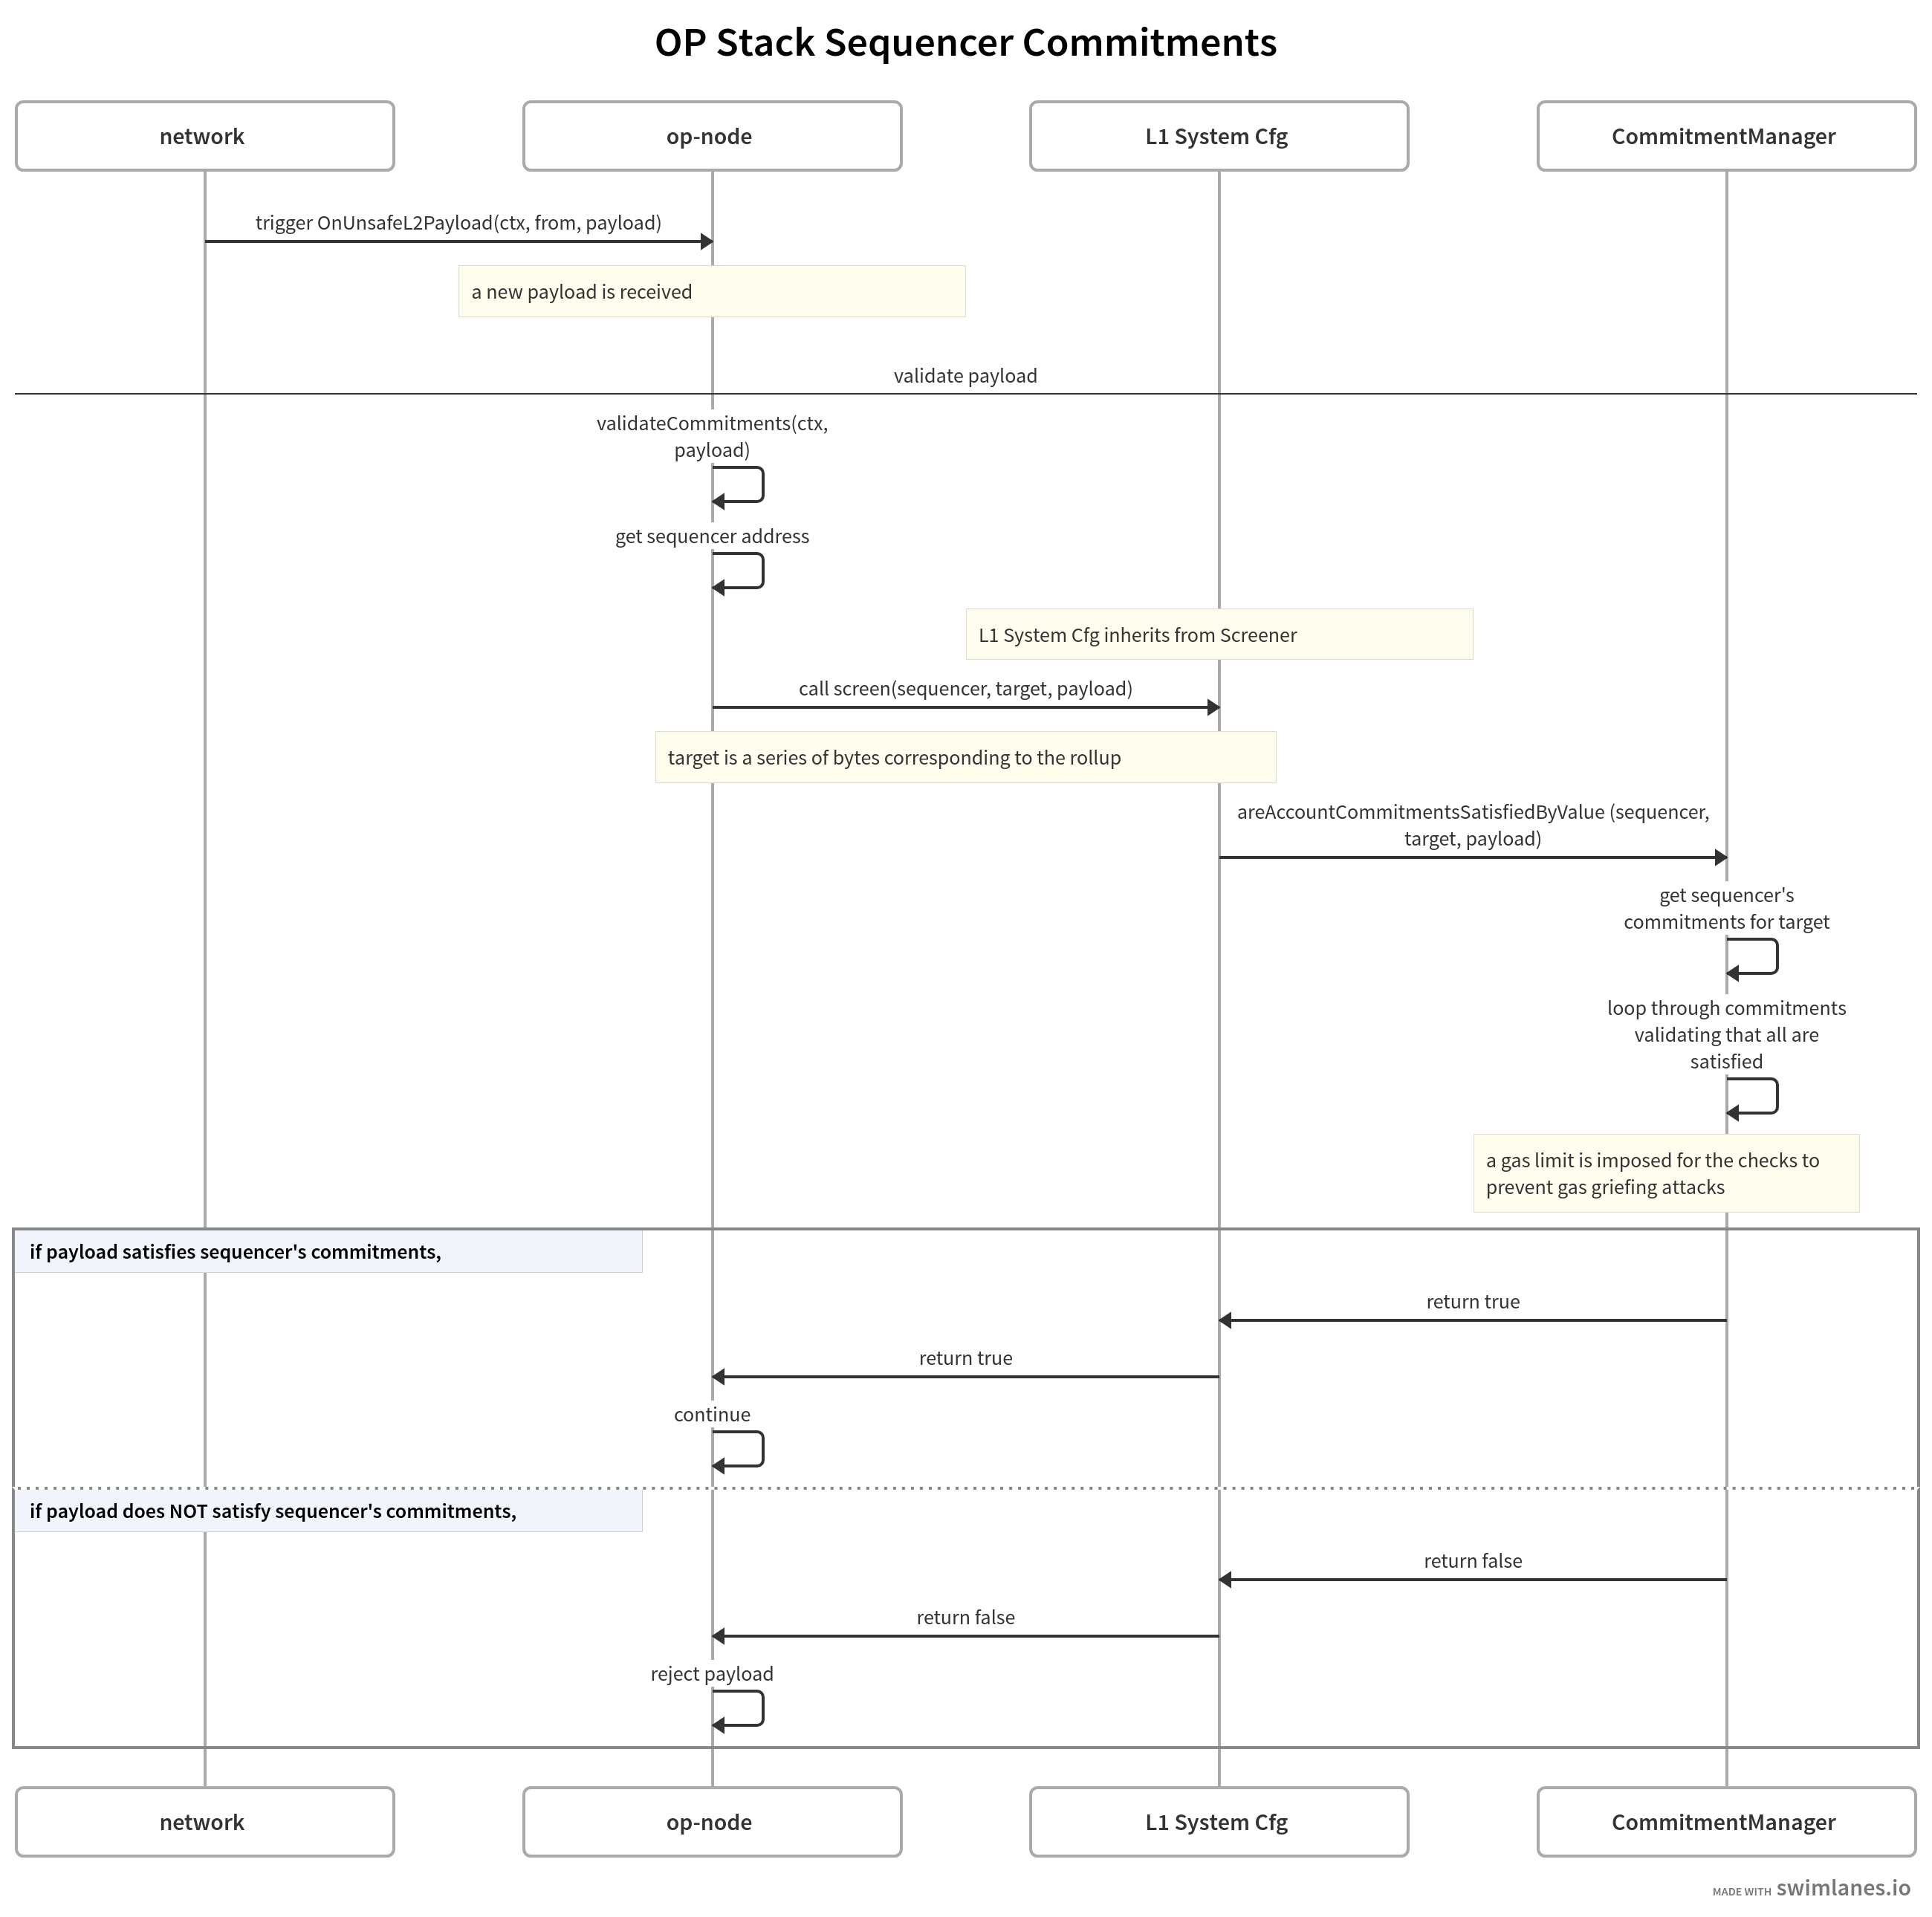 OP Stack Sequencer Commitments
network
op-node
L1 System Cfg
CommitmentManager
trigger OnUnsafeL2Payload(ctx, from, payload)
a new payload is received
validate payload
validateCommitments(ctx,
payload)
get sequencer address
L1 System Cfg inherits from Screener
call screen(sequencer, target, payload)
target is a series of bytes corresponding to the rollup
areAccountCommitmentsSatisfiedByValue (sequencer,
target, payload)
get sequencer's
commitments for target
loop through commitments
validating that all are
satisfied
a gas limit is imposed for the checks to
prevent gas griefing attacks
if payload satisfies sequencer's commitments,
return true
return true
continue
if payload does NOT satisfy sequencer's commitments,
return false
return false
reject payload
network
op-node
L1 System Cfg
CommitmentManager
MADE WITH swimlanes.io